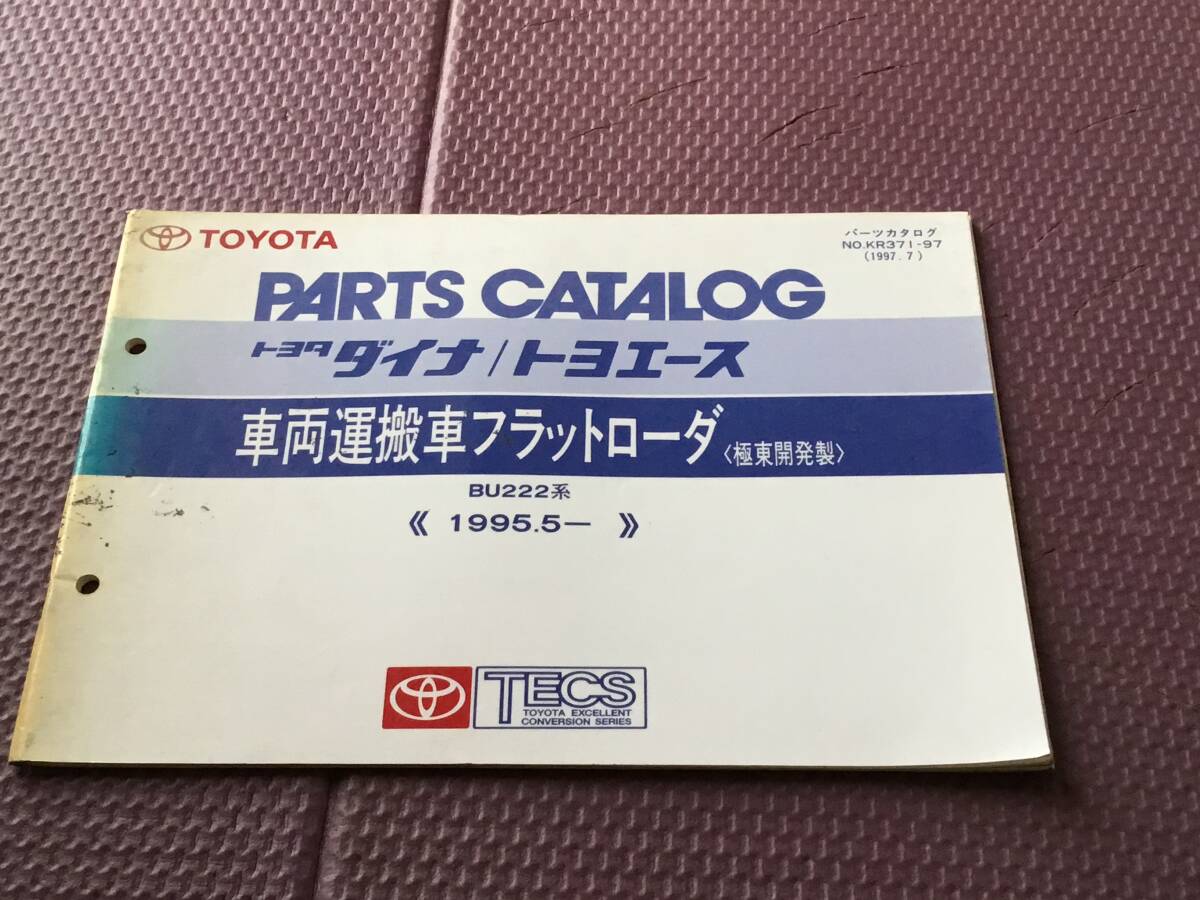 TOYOTA
パーツカタログ
NO.KR371-97
(1997.7)
PARTS CATALOG
トヨタ ダイナ/トヨエース
車両運搬車フラットローダ〈極東開発製〉
BU222系
《 1995.5ー 》
TECS
TOYOTA EXCELLENT
CONVERSION SERIES